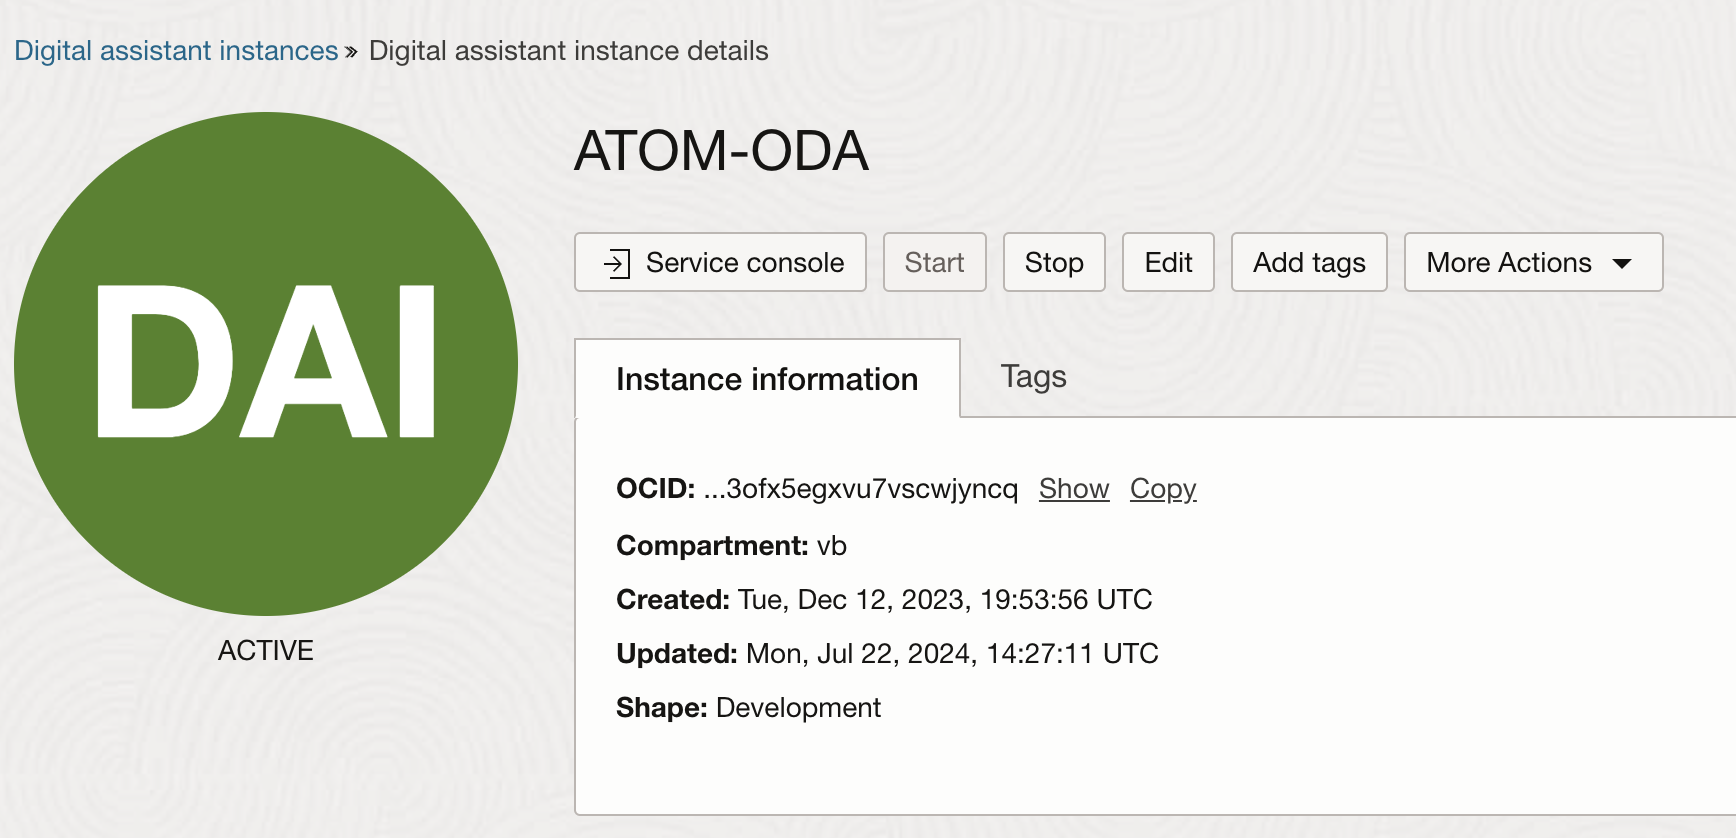 Digital assistant instances » Digital assistant instance details
DAI
ACTIVE
ATOM-ODA
Service console Start Stop Edit Add tags More Actions
Instance information Tags
OCID: ...3ofx5egxvu7vscwjyncq Show Copy
Compartment: vb
Created: Tue, Dec 12, 2023, 19:53:56 UTC
Updated: Mon, Jul 22, 2024, 14:27:11 UTC
Shape: Development